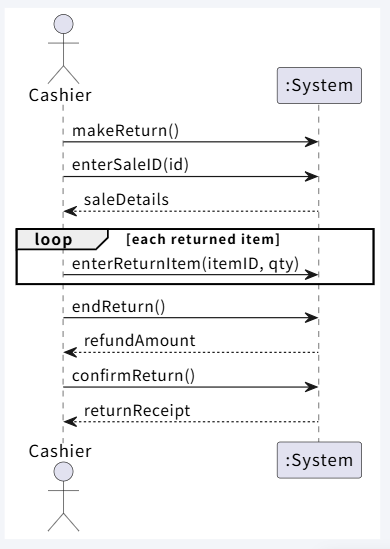 Cashier
:System
makeReturn()
enterSaleID(id)
saleDetails
loop [each returned item]
enterReturnItem(itemID, qty)
endReturn()
refundAmount
confirmReturn()
returnReceipt
Cashier
:System